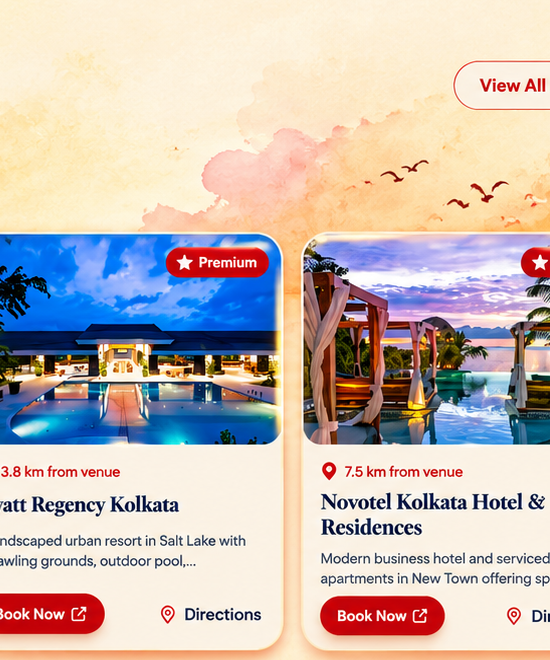 View All
Premium
3.8 km from venue
7.5 km from venue
yatt Regency Kolkata
Novotel Kolkata Hotel &
Residences
ndscaped urban resort in Salt Lake with
awling grounds, outdoor pool,...
Modern business hotel and serviced
apartments in New Town offering sp
Book Now
Directions
Book Now
Dir